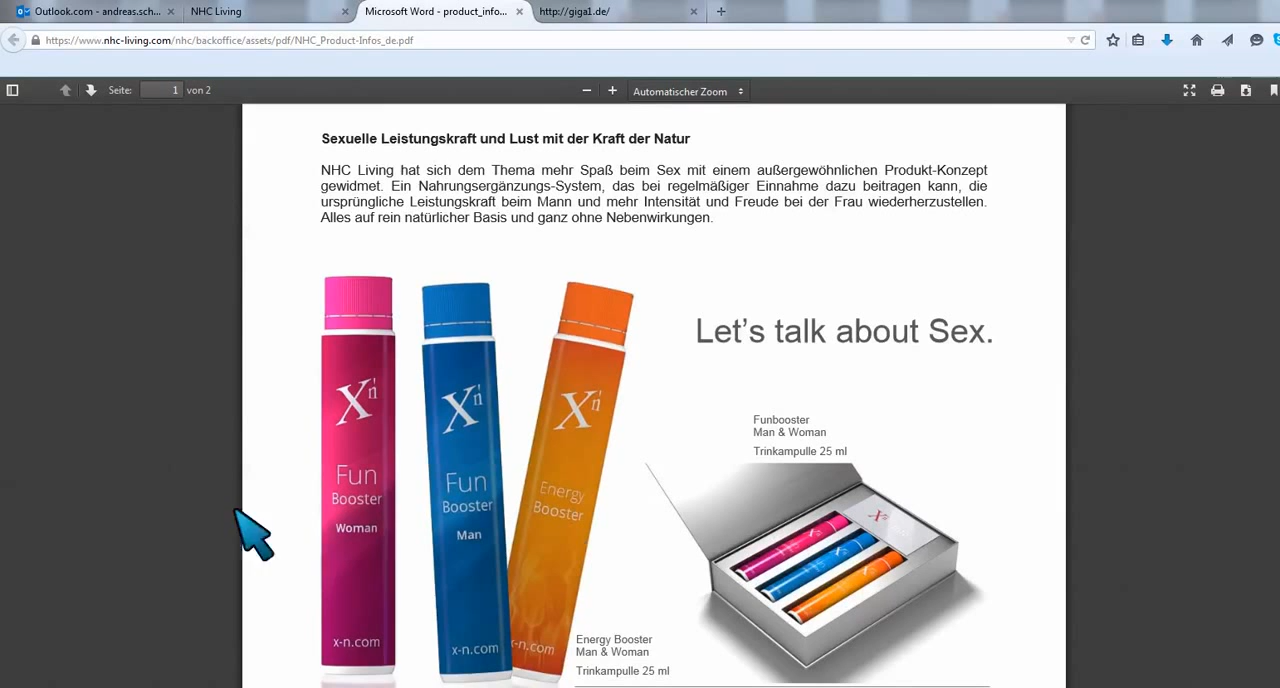 Outlook.com - andreas.sch...
NHC Living
Microsoft Word - product_info...
http://giga1.de/
https://www.nhc-living.com/nhc/backoffice/assets/pdf/NHC_Product-Infos_de.pdf
Seite: 1 von 2
Automatischer Zoom
Sexuelle Leistungskraft und Lust mit der Kraft der Natur
NHC Living hat sich dem Thema mehr Spaß beim Sex mit einem außergewöhnlichen Produkt-Konzept
gewidmet. Ein Nahrungsergänzungs-System, das bei regelmäßiger Einnahme dazu beitragen kann, die
ursprüngliche Leistungskraft beim Mann und mehr Intensität und Freude bei der Frau wiederherzustellen.
Alles auf rein natürlicher Basis und ganz ohne Nebenwirkungen.
Xn'
Fun
Booster
Woman
x-n.com
Xn'
Fun
Booster
Man
x-n.com
Xn'
Energy
Booster
x-n.com
Let's talk about Sex.
Funbooster
Man & Woman
Trinkampulle 25 ml
Energy Booster
Man & Woman
Trinkampulle 25 ml